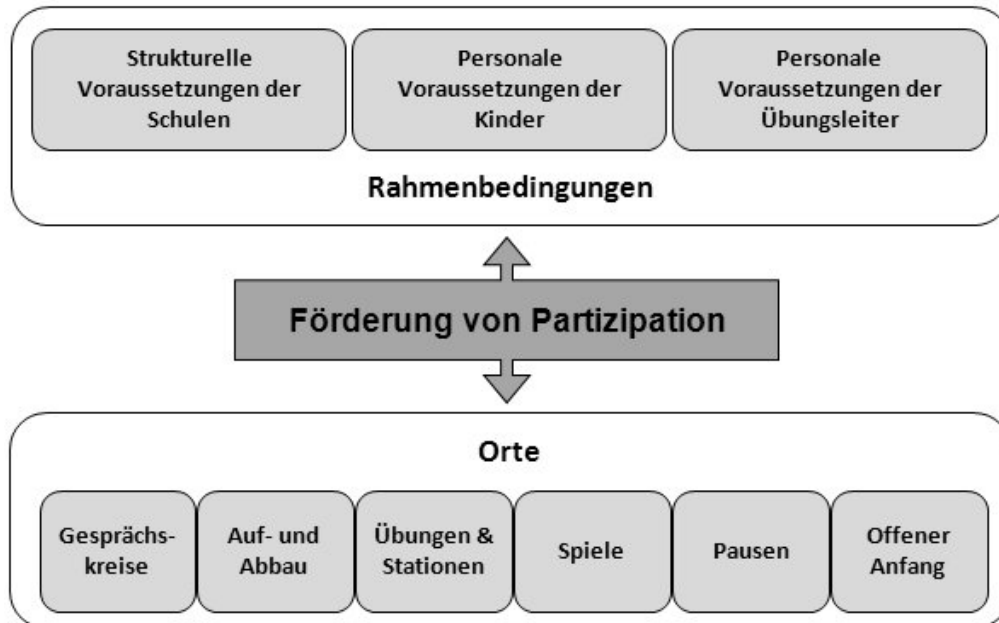 Strukturelle
Voraussetzungen der
Schulen
Personale
Voraussetzungen der
Kinder
Personale
Voraussetzungen der
Übungsleiter
Rahmenbedingungen
Förderung von Partizipation
Orte
Gesprächs-
kreise
Auf- und
Abbau
Übungen &
Stationen
Spiele
Pausen
Offener
Anfang